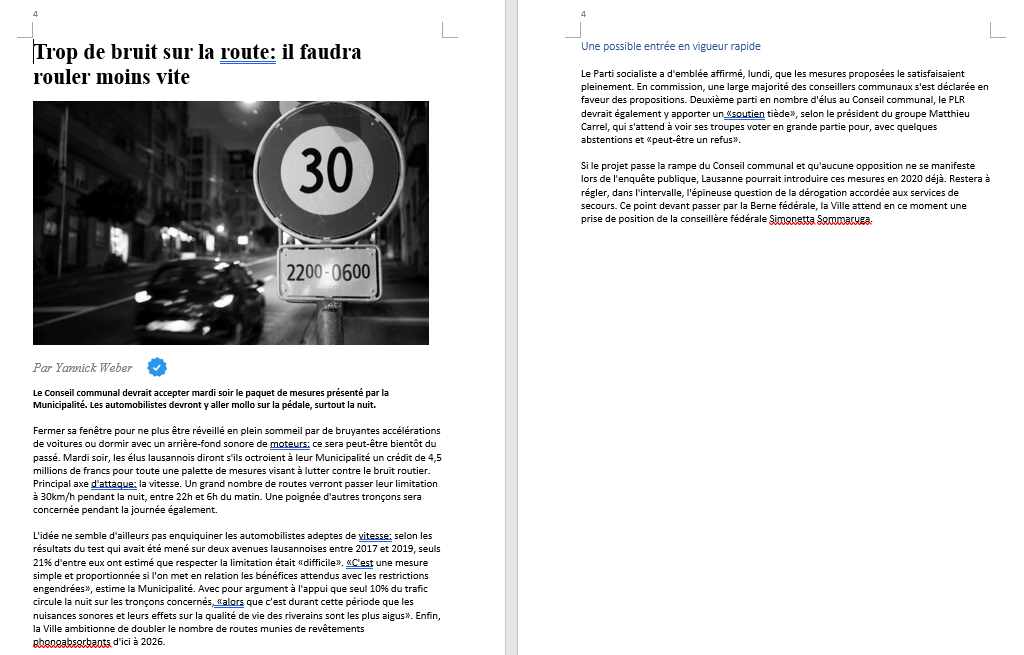 4
Trop de bruit sur la route: il faudra
rouler moins vite
30
2200-0600
Par Yannick Weber
Le Conseil communal devrait accepter mardi soir le paquet de mesures présenté par la
Municipalité. Les automobilistes devront y aller mollo sur la pédale, surtout la nuit.
Fermer sa fenêtre pour ne plus être réveillé en plein sommeil par de bruyantes accélérations
de voitures ou dormir avec un arrière-fond sonore de moteurs: ce sera peut-être bientôt du
passé. Mardi soir, les élus lausannois diront s'ils octroient à leur Municipalité un crédit de 4,5
millions de francs pour toute une palette de mesures visant à lutter contre le bruit routier.
Principal axe d'attaque: la vitesse. Un grand nombre de routes verront passer leur limitation
à 30km/h pendant la nuit, entre 22h et 6h du matin. Une poignée d'autres tronçons sera
concernée pendant la journée également.
L'idée ne semble d'ailleurs pas enquiquiner les automobilistes adeptes de vitesse: selon les
résultats du test qui avait été mené sur deux avenues lausannoises entre 2017 et 2019, seuls
21% d'entre eux ont estimé que respecter la limitation était «difficile». «C'est une mesure
simple et proportionnée si l'on met en relation les bénéfices attendus avec les restrictions
engendrées», estime la Municipalité. Avec pour argument à l'appui que seul 10% du trafic
circule la nuit sur les tronçons concernés, «alors que c'est durant cette période que les
nuisances sonores et leurs effets sur la qualité de vie des riverains sont les plus aigus». Enfin,
la Ville ambitionne de doubler le nombre de routes munies de revêtements
phonoabsorbants d'ici à 2026.
4
Une possible entrée en vigueur rapide
Le Parti socialiste a d'emblée affirmé, lundi, que les mesures proposées le satisfaisaient
pleinement. En commission, une large majorité des conseillers communaux s'est déclarée en
faveur des propositions. Deuxième parti en nombre d'élus au Conseil communal, le PLR
devrait également y apporter un «soutien tiède», selon le président du groupe Matthieu
Carrel, qui s'attend à voir ses troupes voter en grande partie pour, avec quelques
abstentions et «peut-être un refus».
Si le projet passe la rampe du Conseil communal et qu'aucune opposition ne se manifeste
lors de l'enquête publique, Lausanne pourrait introduire ces mesures en 2020 déjà. Restera à
régler, dans l'intervalle, l'épineuse question de la dérogation accordée aux services de
secours. Ce point devant passer par la Berne fédérale, la Ville attend en ce moment une
prise de position de la conseillère fédérale Simonetta Sommaruga.